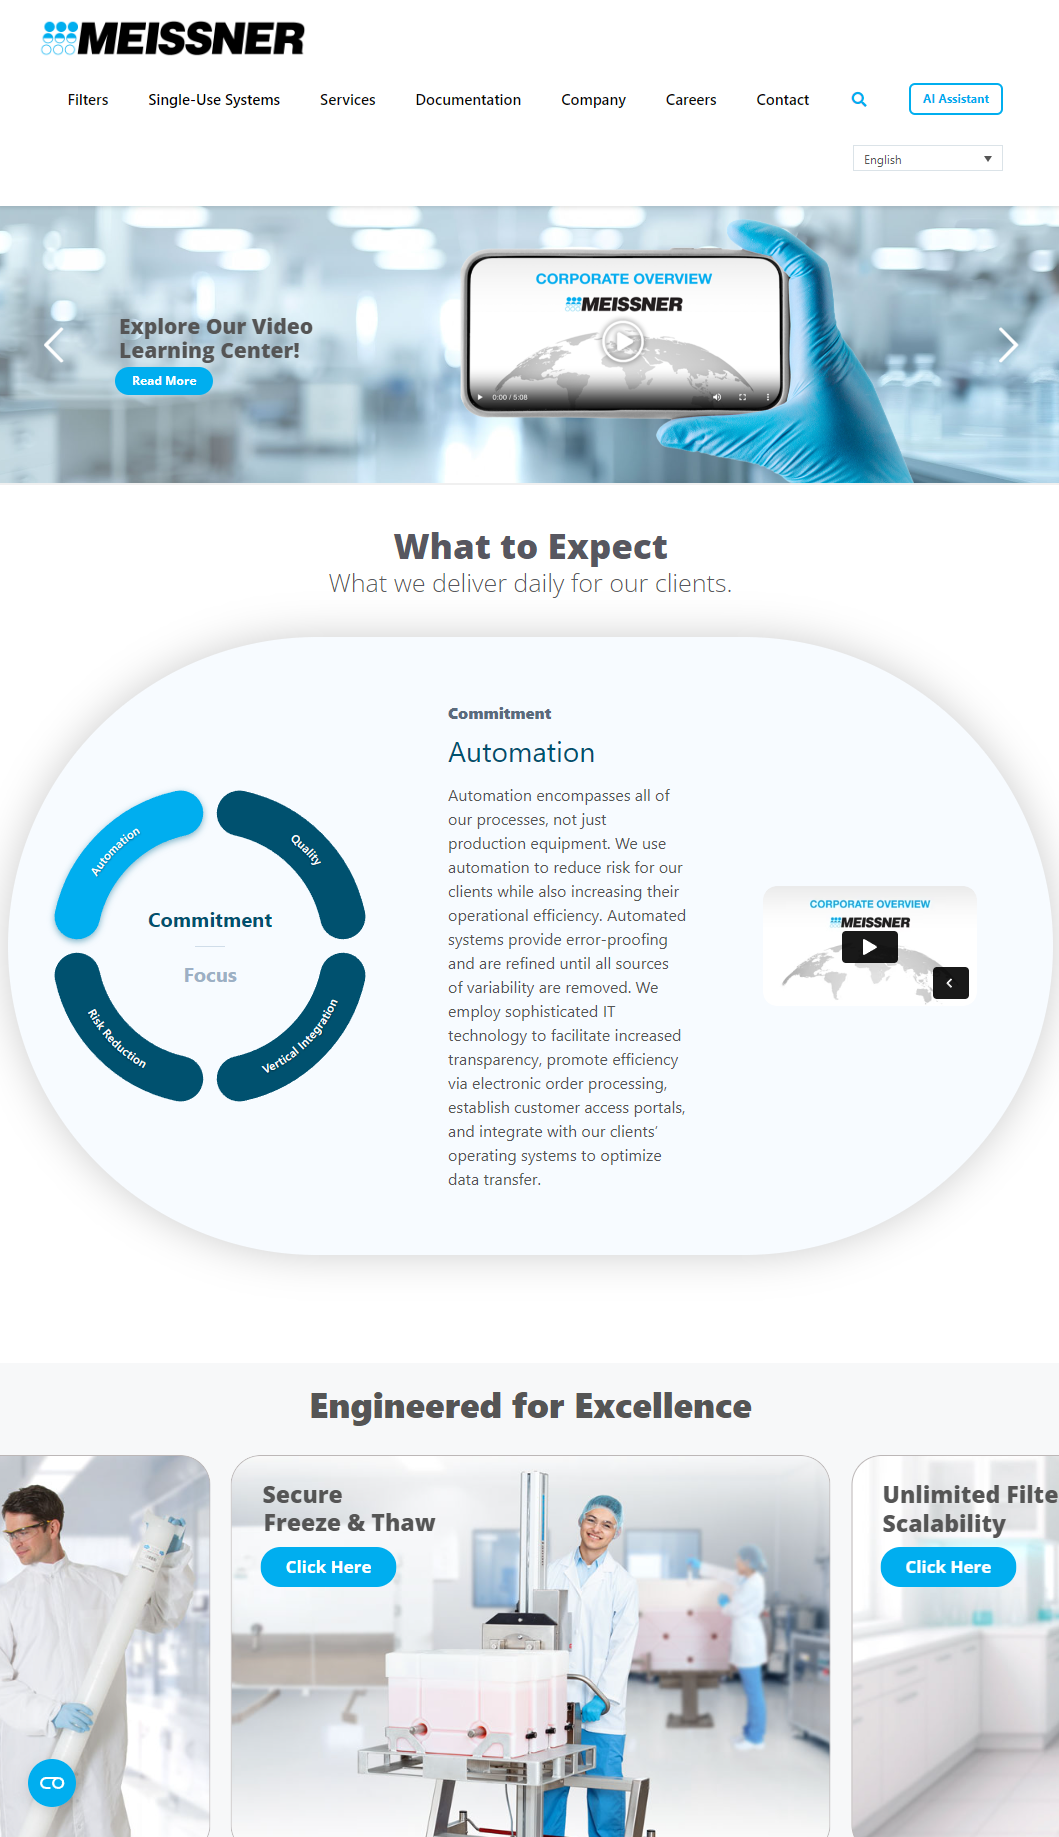 MEISSNER
Filters
Single-Use Systems
Services
Documentation
Company
Careers
Contact
AI Assistant
English
CORPORATE OVERVIEW
MEISSNER
0:00 / 5:08
Explore Our Video
Learning Center!
Read More
What to Expect
What we deliver daily for our clients.
Automation
Quality
Commitment
Focus
Risk Reduction
Vertical Integration
Commitment
Automation
Automation encompasses all of
our processes, not just
production equipment. We use
automation to reduce risk for our
clients while also increasing their
operational efficiency. Automated
systems provide error-proofing
and are refined until all sources
of variability are removed. We
employ sophisticated IT
technology to facilitate increased
transparency, promote efficiency
via electronic order processing,
establish customer access portals,
and integrate with our clients’
operating systems to optimize
data transfer.
CORPORATE OVERVIEW
MEISSNER
Engineered for Excellence
Secure
Freeze & Thaw
Click Here
Unlimited Filte
Scalability
Click Here